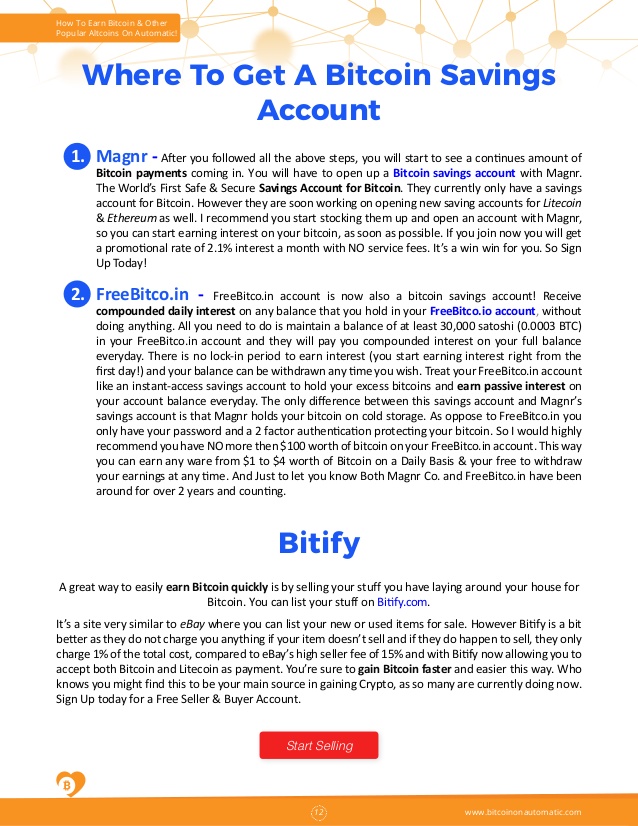 How To Earn Bitcoin & Other
Popular Altcoins On Automatic!
Where To Get A Bitcoin Savings
Account
1. Magnr - After you followed all the above steps, you will start to see a continues amount of
Bitcoin payments coming in. You will have to open up a Bitcoin savings account with Magnr.
The World's First Safe & Secure Savings Account for Bitcoin. They currently only have a savings
account for Bitcoin. However they are soon working on opening new saving accounts for Litecoin
& Ethereum as well. I recommend you start stocking them up and open an account with Magnr,
so you can start earning interest on your bitcoin, as soon as possible. If you join now you will get
a promotional rate of 2.1% interest a month with NO service fees. It's a win win for you. So Sign
Up Today!
2. FreeBitco.in - FreeBitco.in account is now also a bitcoin savings account! Receive
compounded daily interest on any balance that you hold in your FreeBitco.io account, without
doing anything. All you need to do is maintain a balance of at least 30,000 satoshi (0.0003 BTC)
in your FreeBitco.in account and they will pay you compounded interest on your full balance
everyday. There is no lock-in period to earn interest (you start earning interest right from the
first day!) and your balance can be withdrawn any time you wish. Treat your FreeBitco.in account
like an instant-access savings account to hold your excess bitcoins and earn passive interest on
your account balance everyday. The only difference between this savings account and Magnr's
savings account is that Magnr holds your bitcoin on cold storage. As oppose to FreeBitco.in you
only have your password and a 2 factor authentication protecting your bitcoin. So I would highly
recommend you have NO more then $100 worth of bitcoin on your FreeBitco.in account. This way
you can earn any ware from $1 to $4 worth of Bitcoin on a Daily Basis & your free to withdraw
your earnings at any time. And Just to let you know Both Magnr Co. and FreeBitco.in have been
around for over 2 years and counting.
Bitify
A great way to easily earn Bitcoin quickly is by selling your stuff you have laying around your house for
Bitcoin. You can list your stuff on Bitify.com.
It's a site very similar to eBay where you can list your new or used items for sale. However Bitify is a bit
better as they do not charge you anything if your item doesn't sell and if they do happen to sell, they only
charge 1% of the total cost, compared to eBay's high seller fee of 15% and with Bitify now allowing you to
accept both Bitcoin and Litecoin as payment. You're sure to gain Bitcoin faster and easier this way. Who
knows you might find this to be your main source in gaining Crypto, as so many are currently doing now.
Sign Up today for a Free Seller & Buyer Account.
Start Selling
12
www.bitcoinonautomatic.com